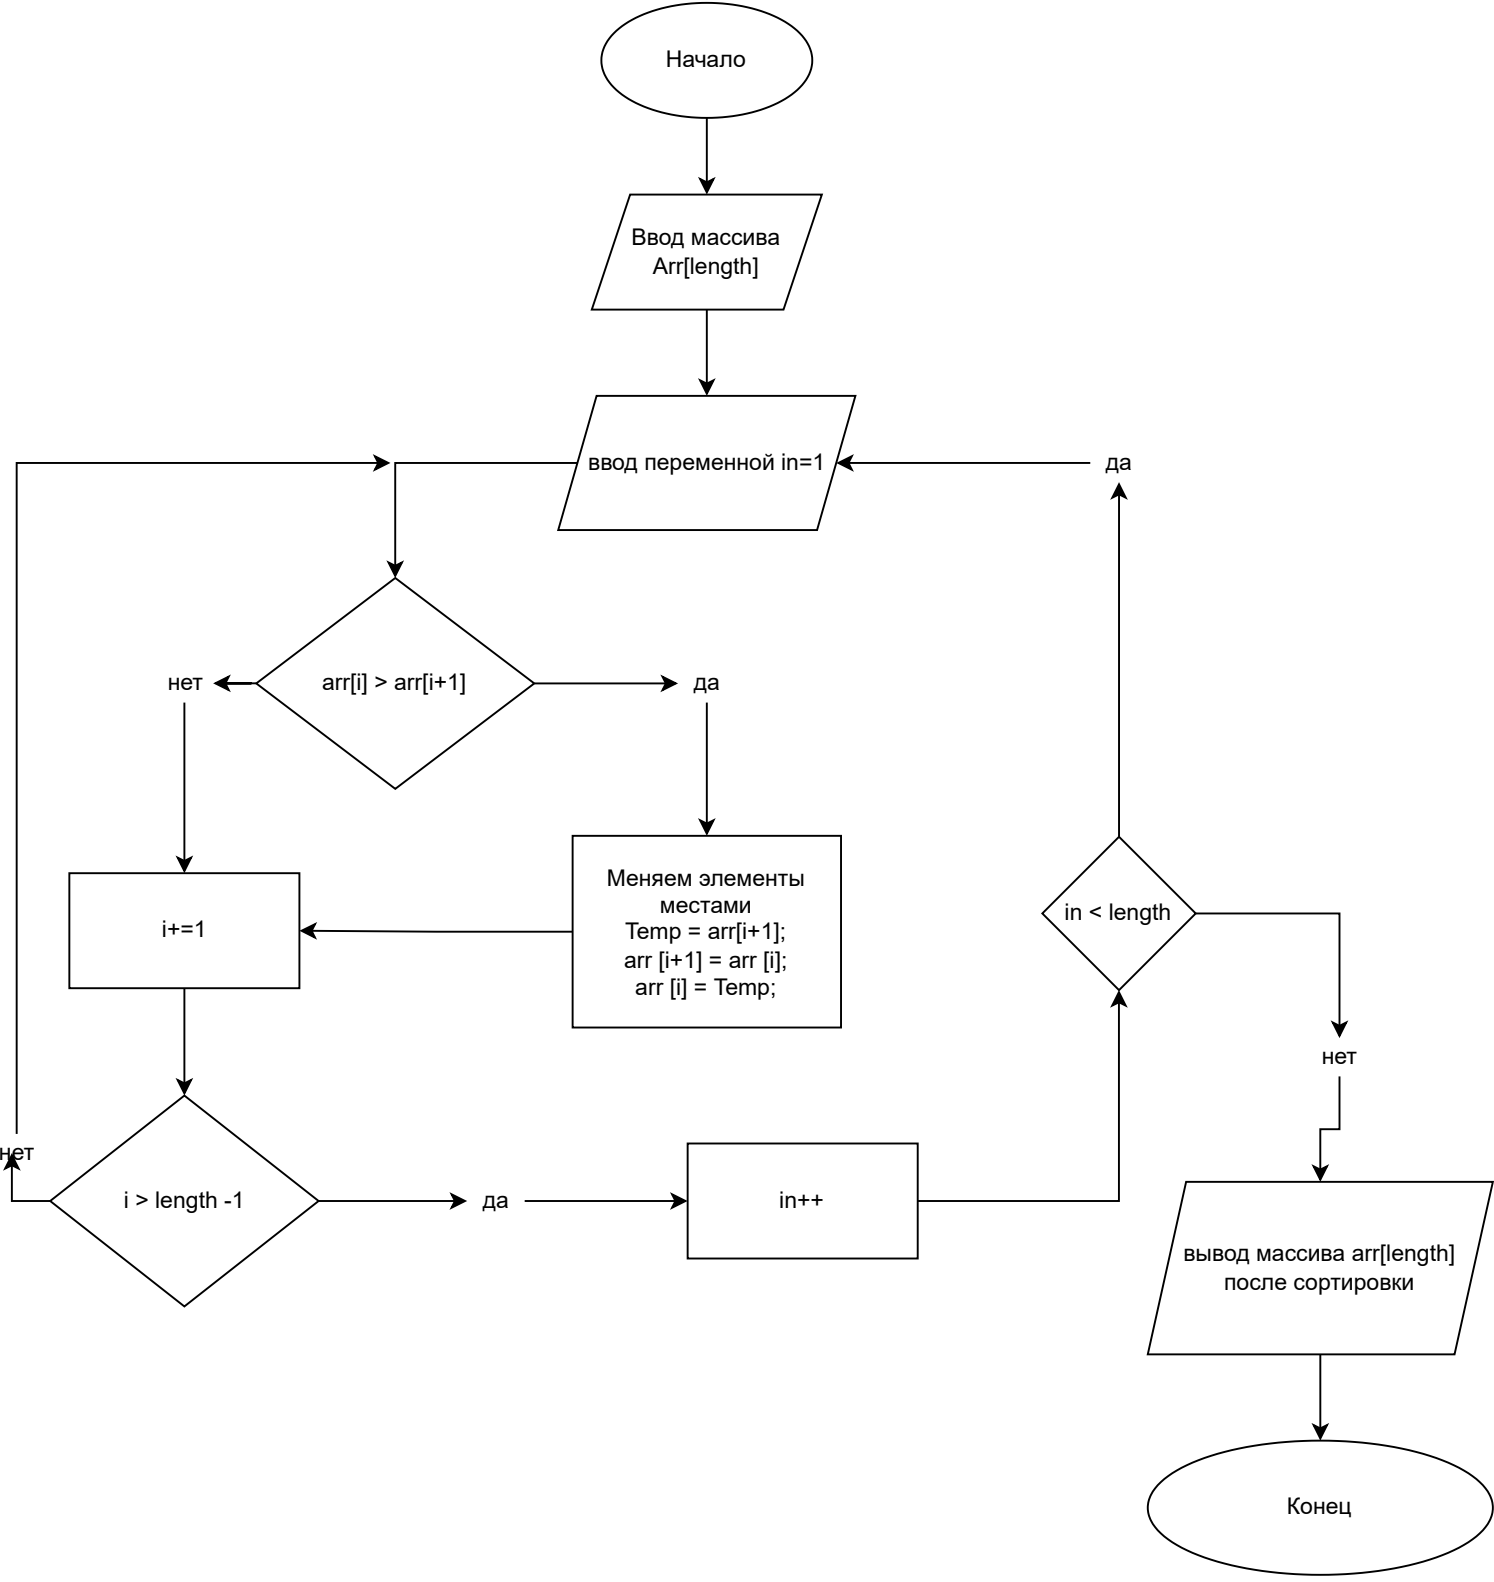 Начало
Ввод массива
Arr[length]
ввод переменной in=1
да
arr[i] > arr[i+1]
нет
да
Меняем элементы
местами
Temp = arr[i+1];
arr [i+1] = arr [i];
arr [i] = Temp;
i+=1
in < length
нет
нет
i > length -1
да
in++
вывод массива arr[length]
после сортировки
Конец